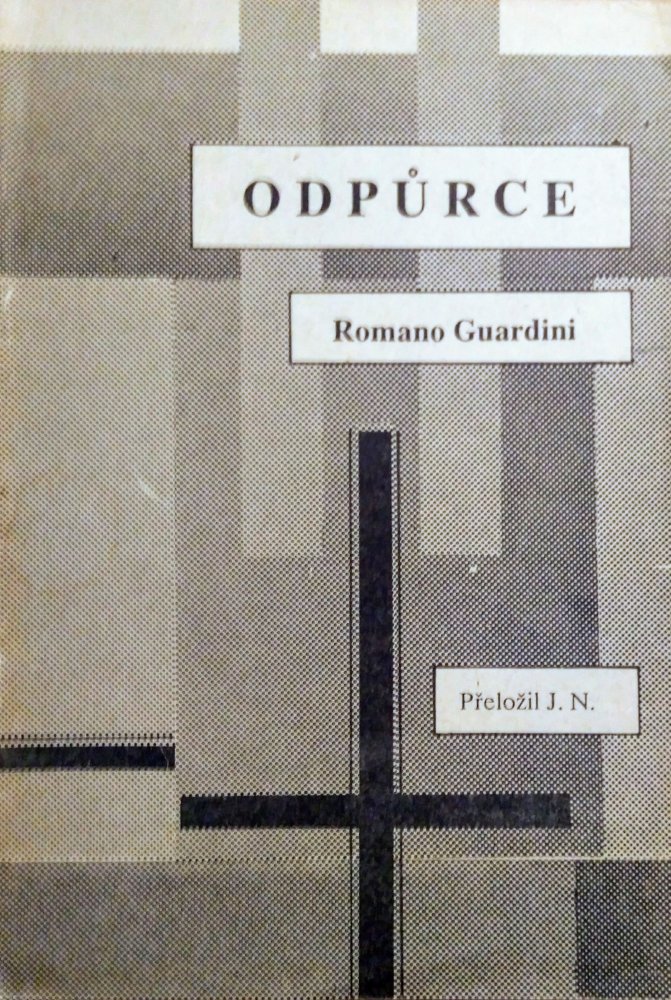 ODPŮRCE
Romano Guardini
Přeložil J. N.